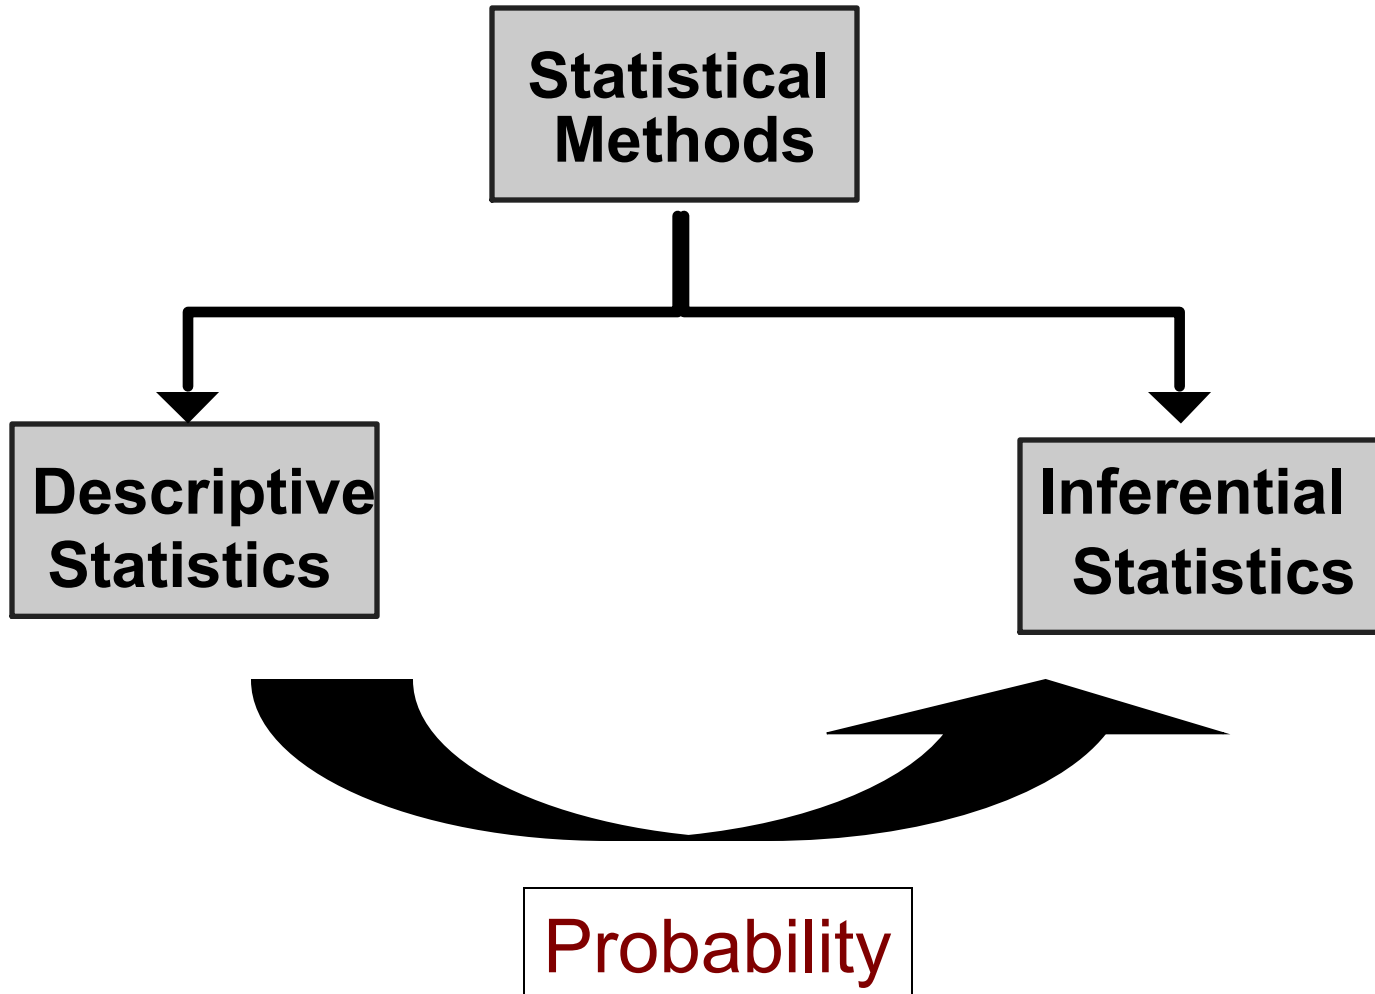 Statistical
Methods
Descriptive
Statistics
Inferential
Statistics
Probability